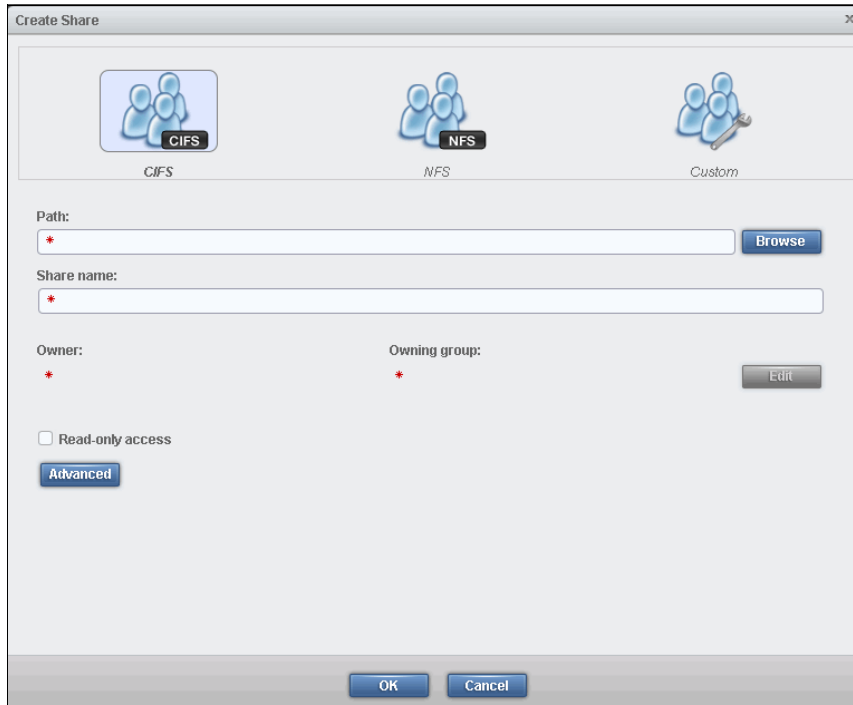 Create Share
x
CIFS
NFS
CIFS
NFS
Custom
Path:
*
Browse
Share name:
*
Owner:
Owning group:
*
*
Edit
Read-only access
Advanced
OK
Cancel